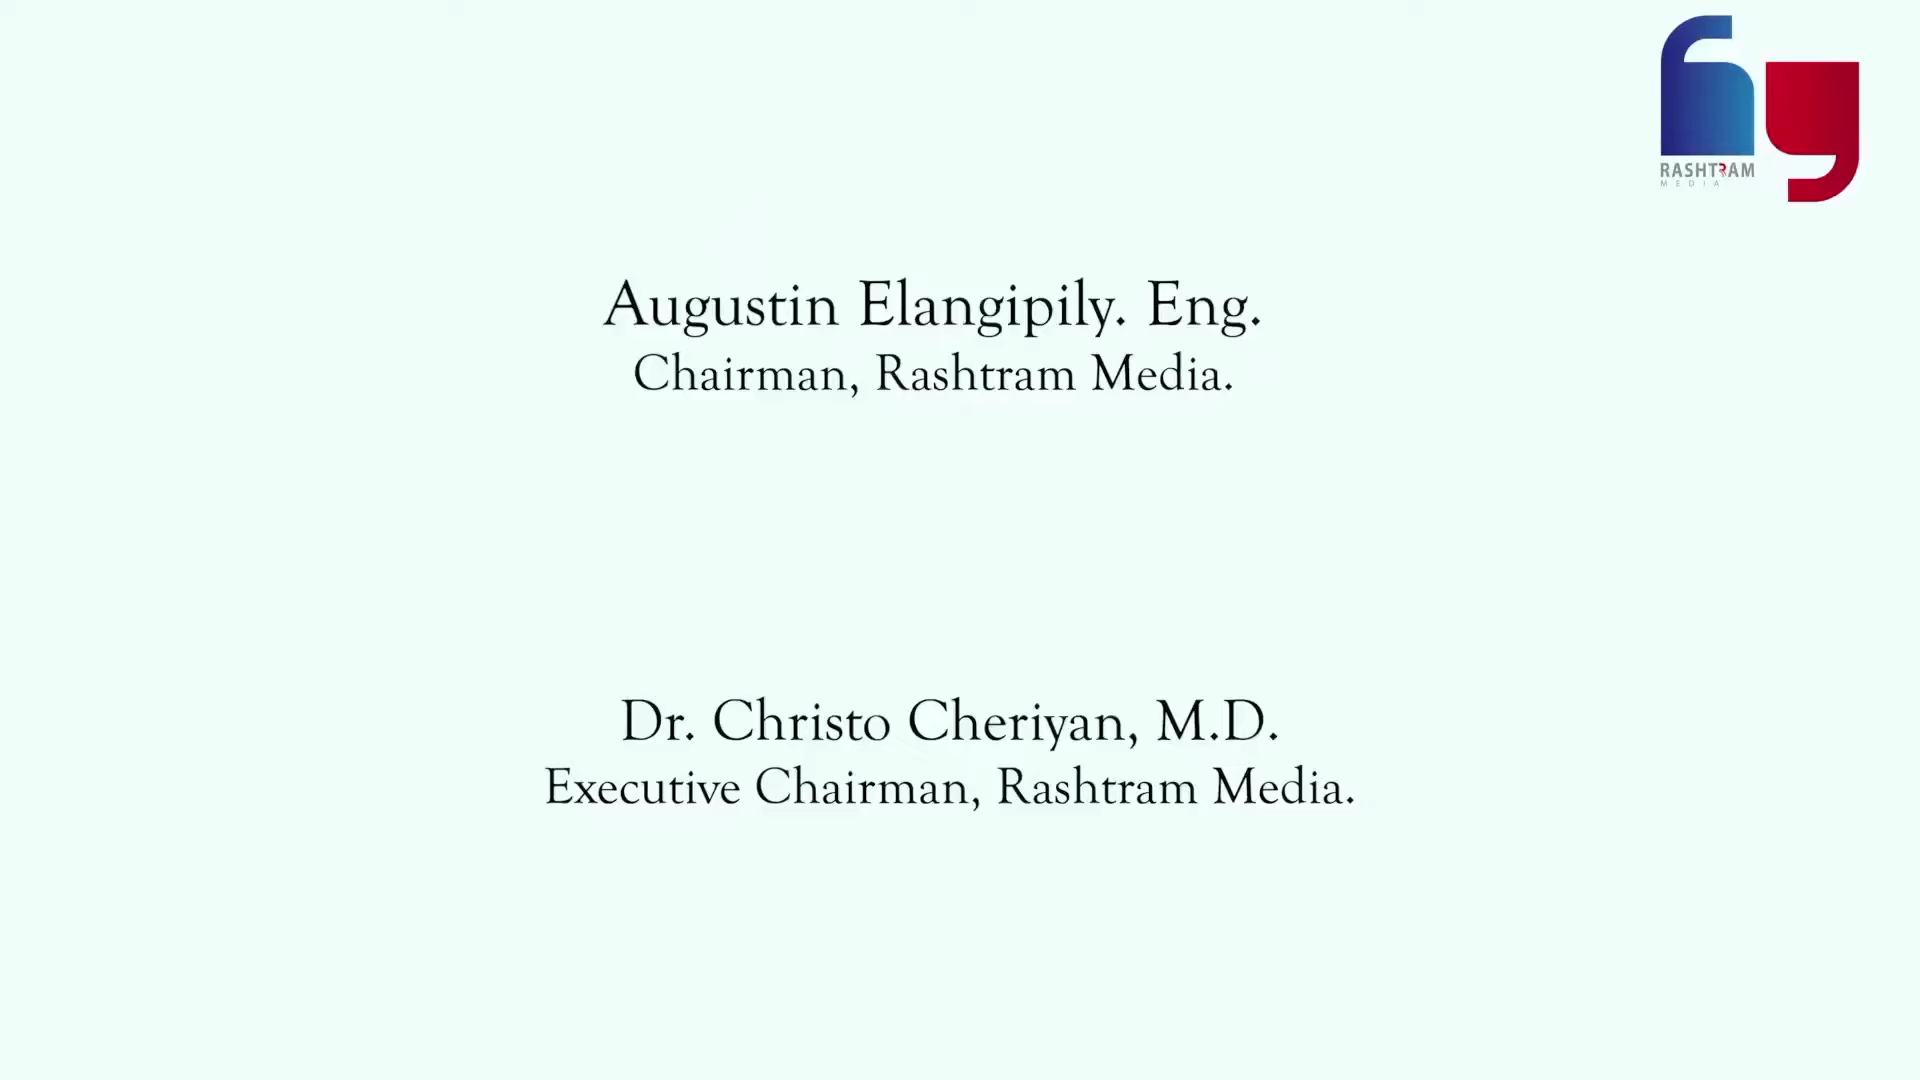 RASHTRAM
MEDIA
Augustin Elangipily. Eng.
Chairman, Rashtram Media.
Dr. Christo Cheriyan, M.D.
Executive Chairman, Rashtram Media.